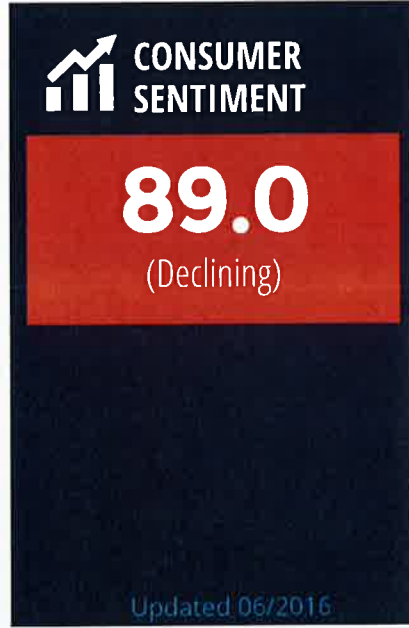 CONSUMER
SENTIMENT
89.0
(Declining)
Updated 06/2016